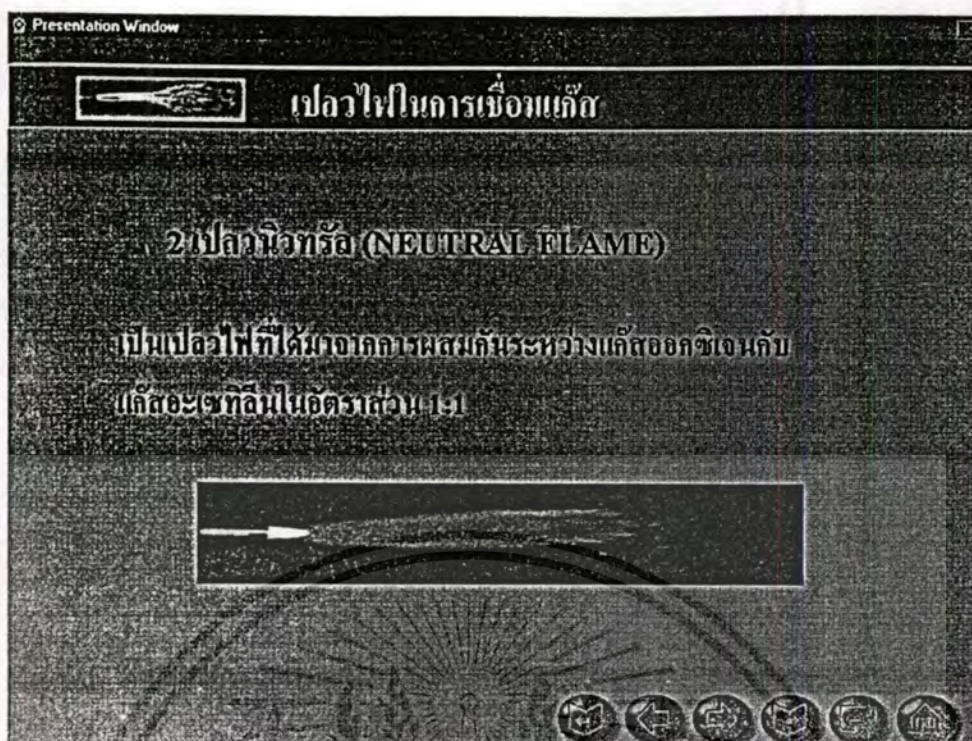 Presentation Window
เปลวไฟในการเชื่อมแก๊ส
2 เปลวนิวทรัล (NEUTRAL FLAME)
เป็นเปลวไฟที่ได้มาจากการผสมกันระหว่างแก๊สออกซิเจนกับ
แก๊สอะเซทิลีนในอัตราส่วน 1:1